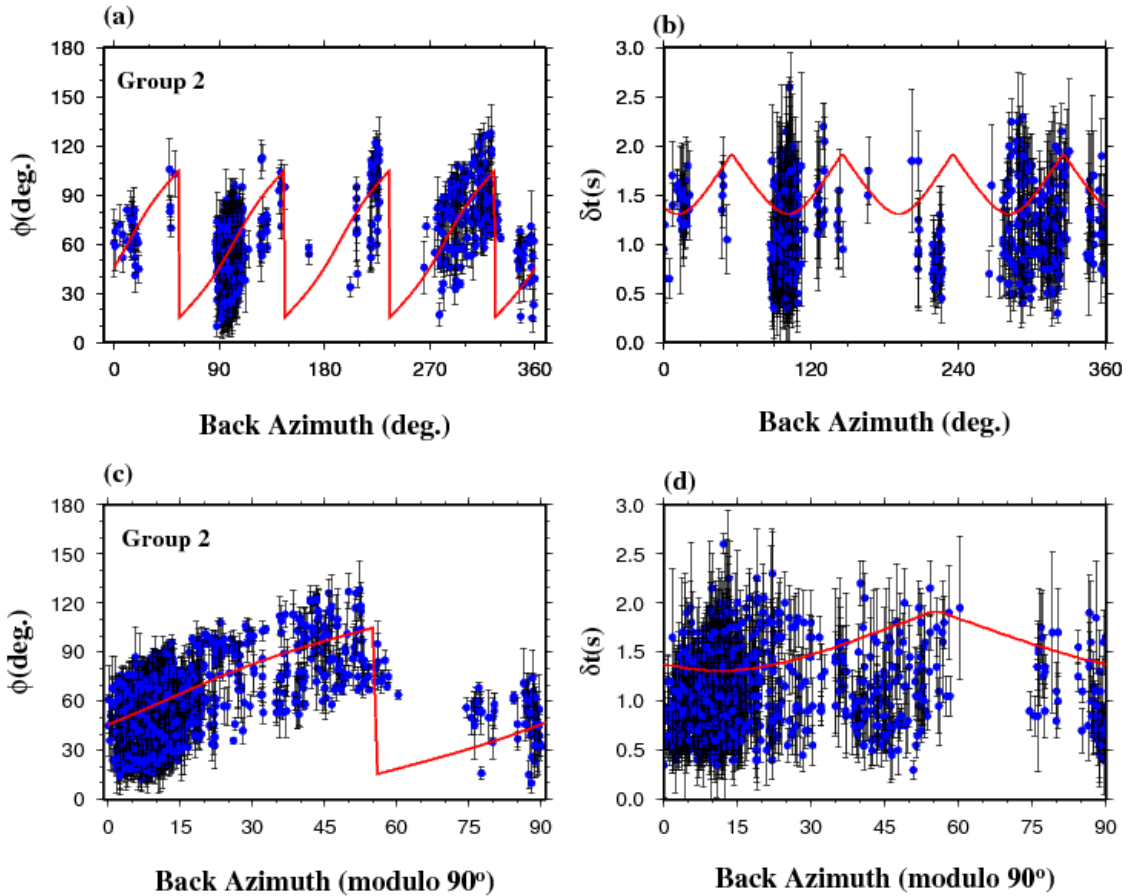 (a)
(b)
180
150
120
90
60
30
0
ϕ(deg.)
Group 2
0 90 180 270 360
Back Azimuth (deg.)
3.0
2.5
2.0
1.5
1.0
0.5
0.0
δt(s)
0 120 240 360
Back Azimuth (deg.)
(c)
(d)
180
150
120
90
60
30
0
ϕ(deg.)
Group 2
0 15 30 45 60 75 90
Back Azimuth (modulo 90º)
3.0
2.5
2.0
1.5
1.0
0.5
0.0
δt(s)
0 15 30 45 60 75 90
Back Azimuth (modulo 90º)